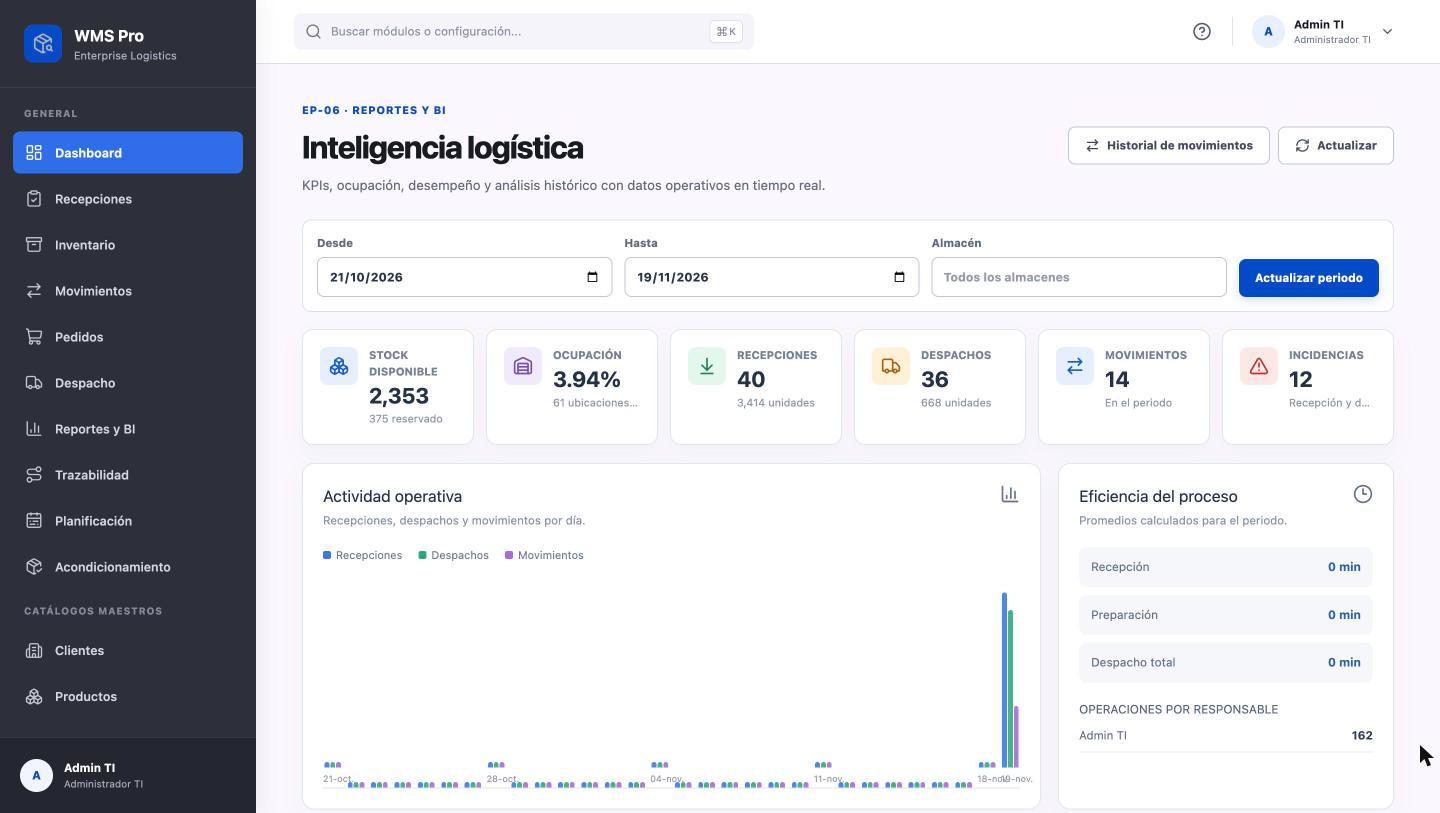 WMS Pro
Enterprise Logistics
GENERAL
Dashboard
Recepciones
Inventario
Movimientos
Pedidos
Despacho
Reportes y BI
Trazabilidad
Planificación
Acondicionamiento
CATÁLOGOS MAESTROS
Clientes
Productos
A
Admin TI
Administrador TI
Buscar módulos o configuración...
⌘ K
A
Admin TI
Administrador TI
EP-06 · REPORTES Y BI
Inteligencia logística
KPIs, ocupación, desempeño y análisis histórico con datos operativos en tiempo real.
Historial de movimientos
Actualizar
Desde
21/10/2026
Hasta
19/11/2026
Almacén
Todos los almacenes
Actualizar periodo
STOCK
DISPONIBLE
2,353
375 reservado
OCUPACIÓN
3.94%
61 ubicaciones...
RECEPCIONES
40
3,414 unidades
DESPACHOS
36
668 unidades
MOVIMIENTOS
14
En el periodo
INCIDENCIAS
12
Recepción y d...
Actividad operativa
Recepciones, despachos y movimientos por día.
Recepciones
Despachos
Movimientos
21-oct.
28-oct.
04-nov.
11-nov.
18-nov.
19-nov.
Eficiencia del proceso
Promedios calculados para el periodo.
Recepción 0 min
Preparación 0 min
Despacho total 0 min
OPERACIONES POR RESPONSABLE
Admin TI 162